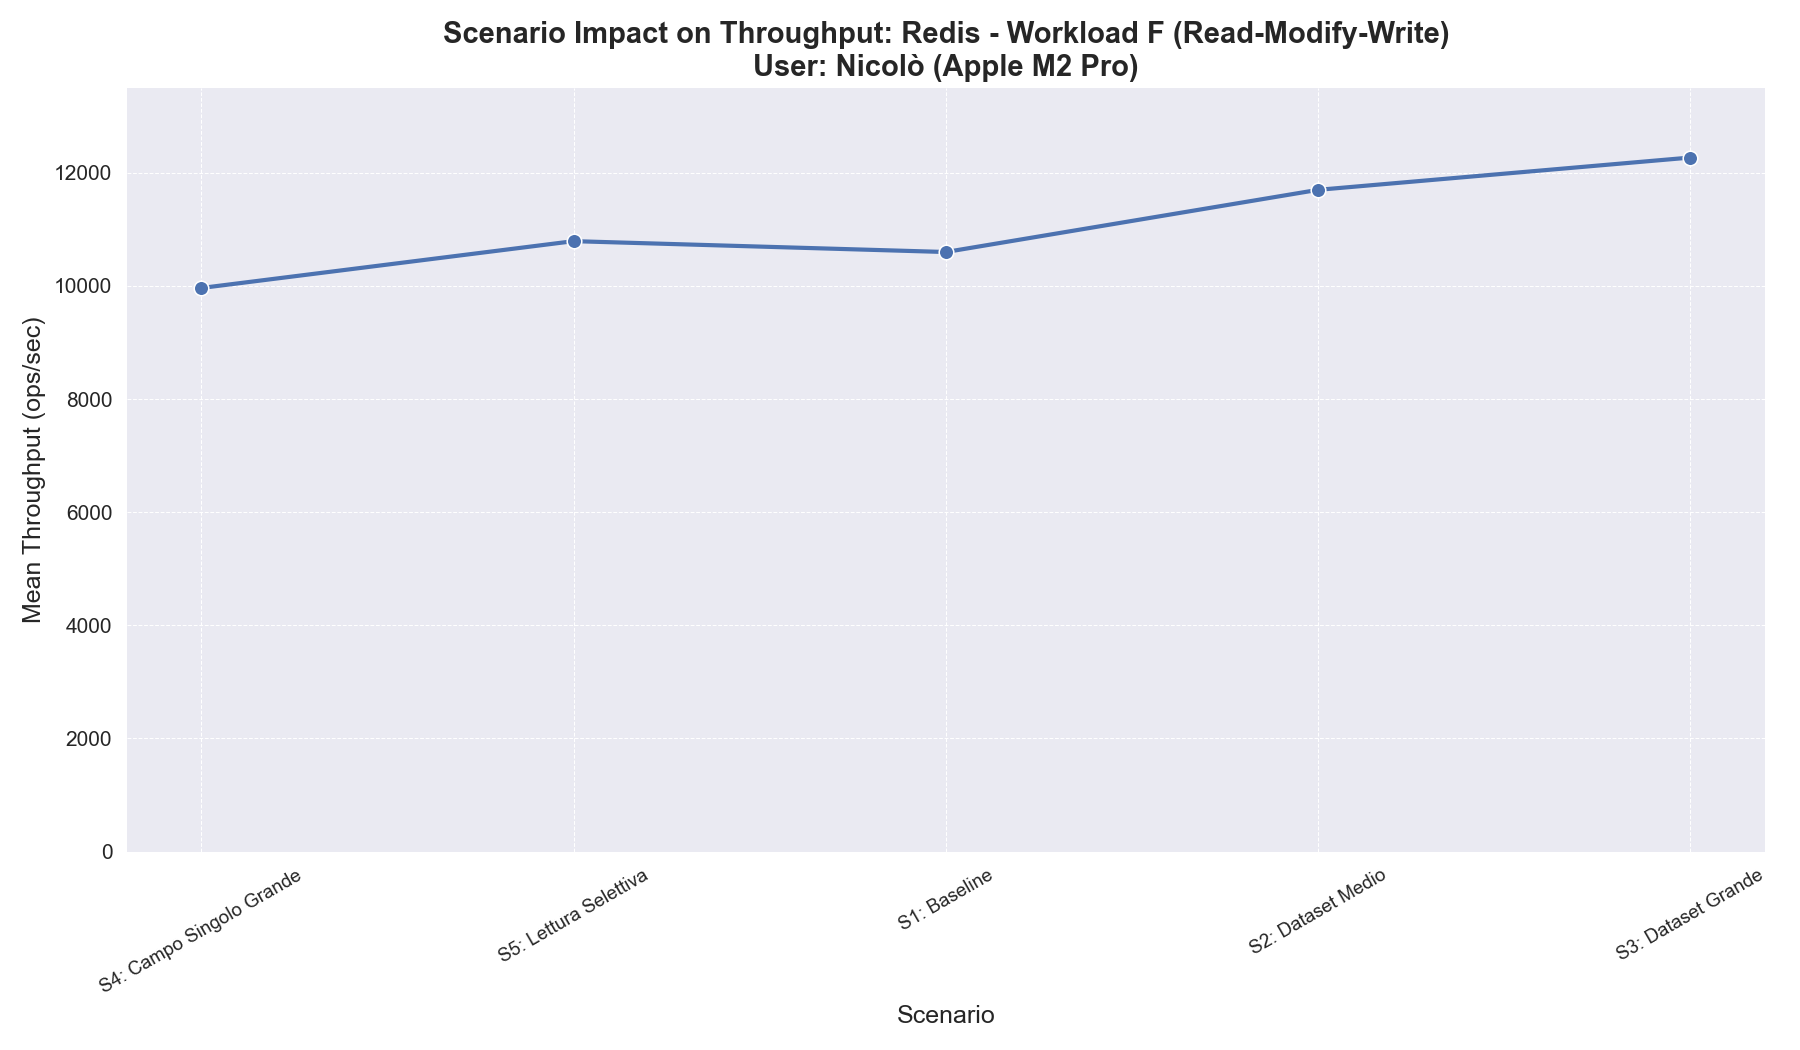 Scenario Impact on Throughput: Redis - Workload F (Read-Modify-Write)
User: Nicolò (Apple M2 Pro)
Mean Throughput (ops/sec)
12000
10000
8000
6000
4000
2000
0
S4: Campo Singolo Grande
S5: Lettura Selettiva
S1: Baseline
S2: Dataset Medio
S3: Dataset Grande
Scenario